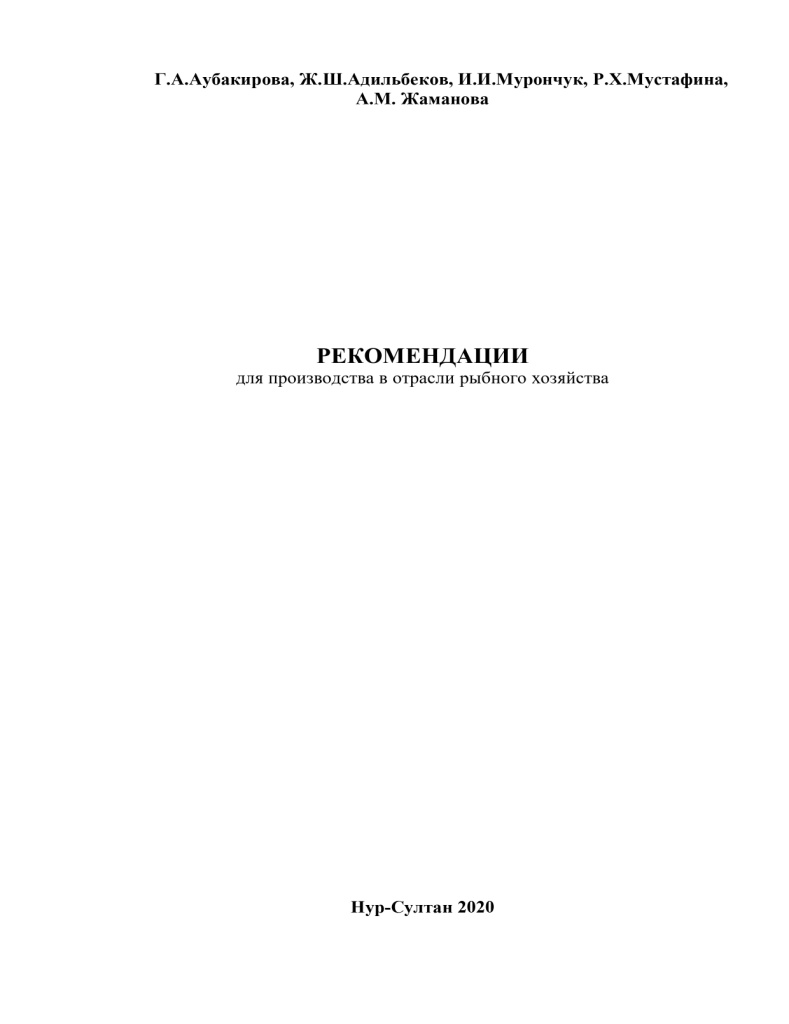 Г.А.Аубакирова, Ж.Ш.Адильбеков, И.И.Мурончук, Р.Х.Мустафина,
А.М. Жаманова
РЕКОМЕНДАЦИИ
для производства в отрасли рыбного хозяйства
Нур-Султан 2020